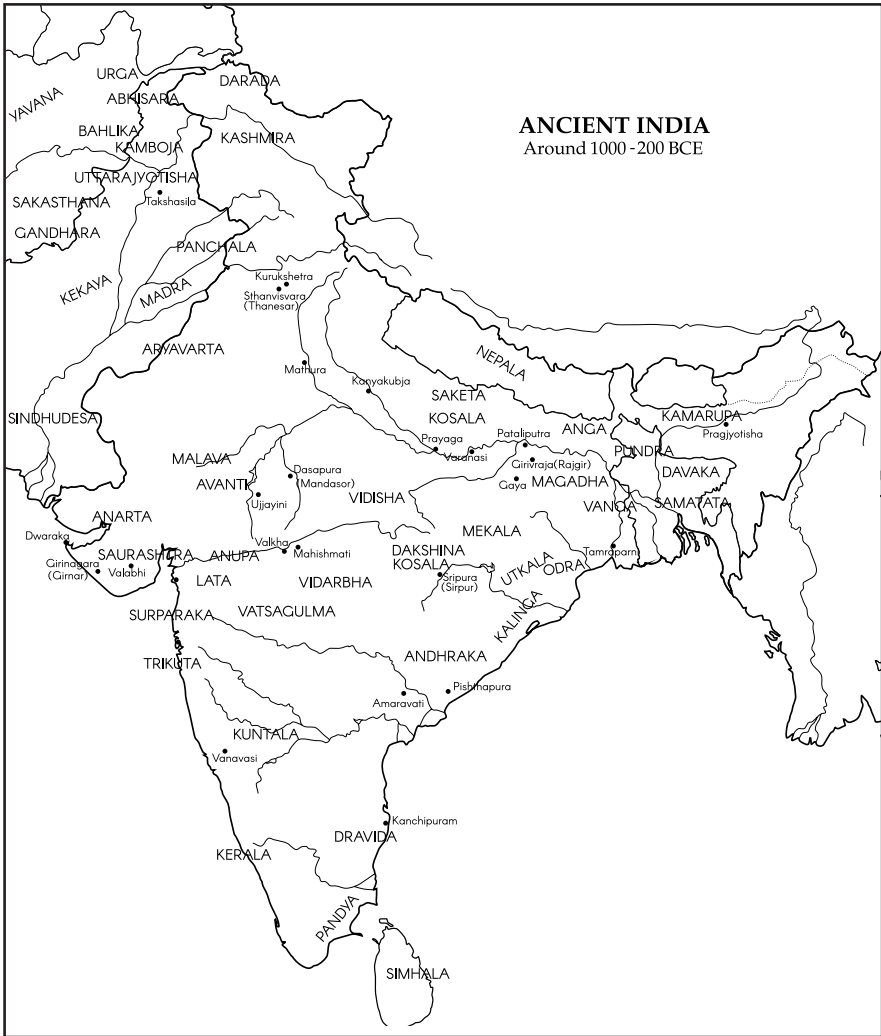 ANCIENT INDIA
Around 1000 - 200 BCE
URGA
DARADA
YAVANA
ABHISARA
BAHLIKA
KASHMIRA
KAMBOJA
UTTARAJYOTISHA
Takshasila
SAKASTHANA
GANDHARA
PANCHALA
KEKAYA
MADRA
Kurukshetra
Sthanvisvara
(Thanesar)
ARYAVARTA
NEPALA
Mathura
Kanyakubja
SAKETA
SINDHUDESA
KOSALA
KAMARUPA
Pragjyotisha
ANGA
Prayaga
Pataliputra
Varanasi
PUNDRA
MALAVA
Girivraja(Rajgir)
DAVAKA
Dasapura
(Mandasor)
AVANTI
Gaya
MAGADHA
Ujjayini
VIDISHA
VANGA
SAMATATA
ANARTA
MEKALA
Dwaraka
Valkha
Mahishmati
SAURASHTRA
ANUPA
DAKSHINA
KOSALA
Tamraparni
Girinagara
(Girnar)
Valabhi
LATA
VIDARBHA
Sripura
(Sirpur)
UTKALA
ODRA
SURPARAKA
VATSAGULMA
KALINGA
TRIKUTA
ANDHRAKA
Amaravati
Pishthapura
KUNTALA
Vanavasi
Kanchipuram
DRAVIDA
KERALA
PANDYA
SIMHALA